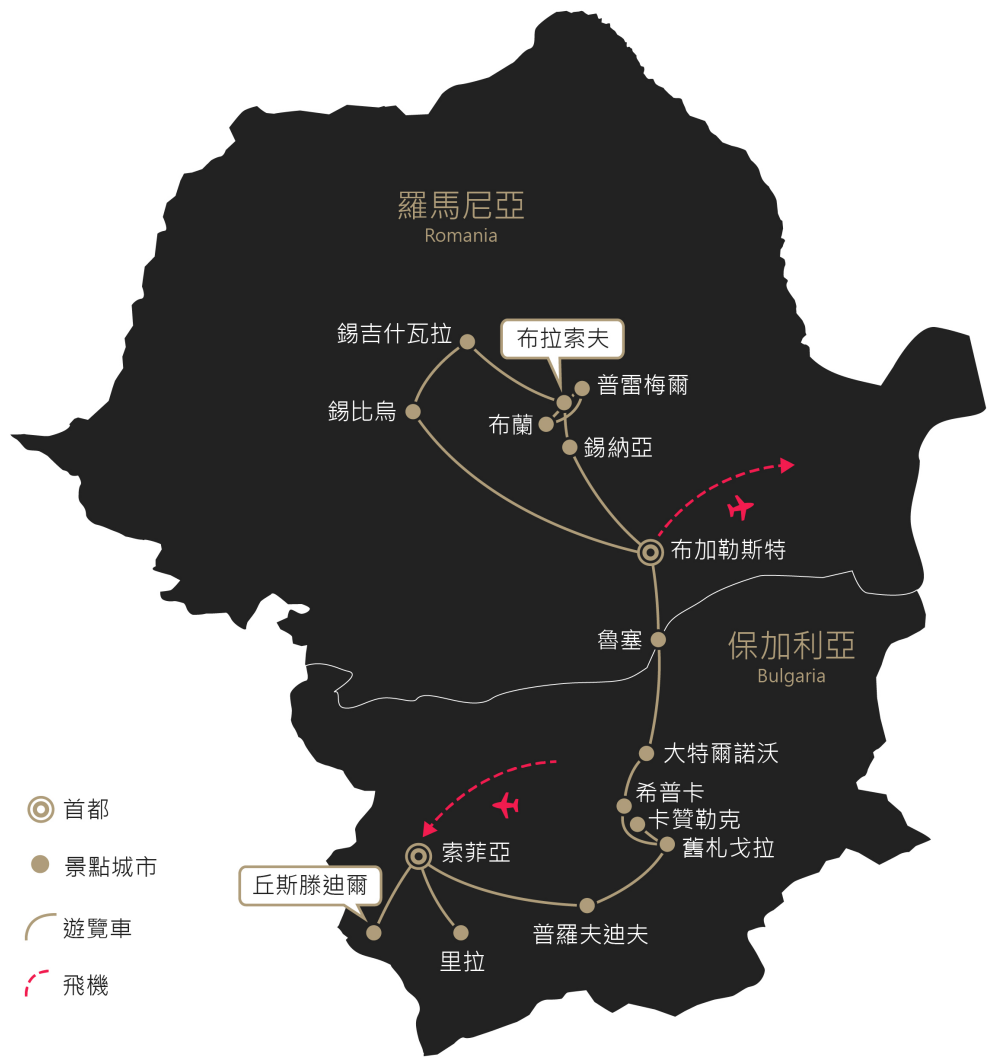 羅馬尼亞
Romania
錫吉什瓦拉
布拉索夫
普雷梅爾
錫比烏
布蘭
錫納亞
布加勒斯特
魯塞
保加利亞
Bulgaria
大特爾諾沃
希普卡
卡贊勒克
舊札戈拉
索菲亞
丘斯滕迪爾
普羅夫迪夫
里拉
首都
景點城市
遊覽車
飛機